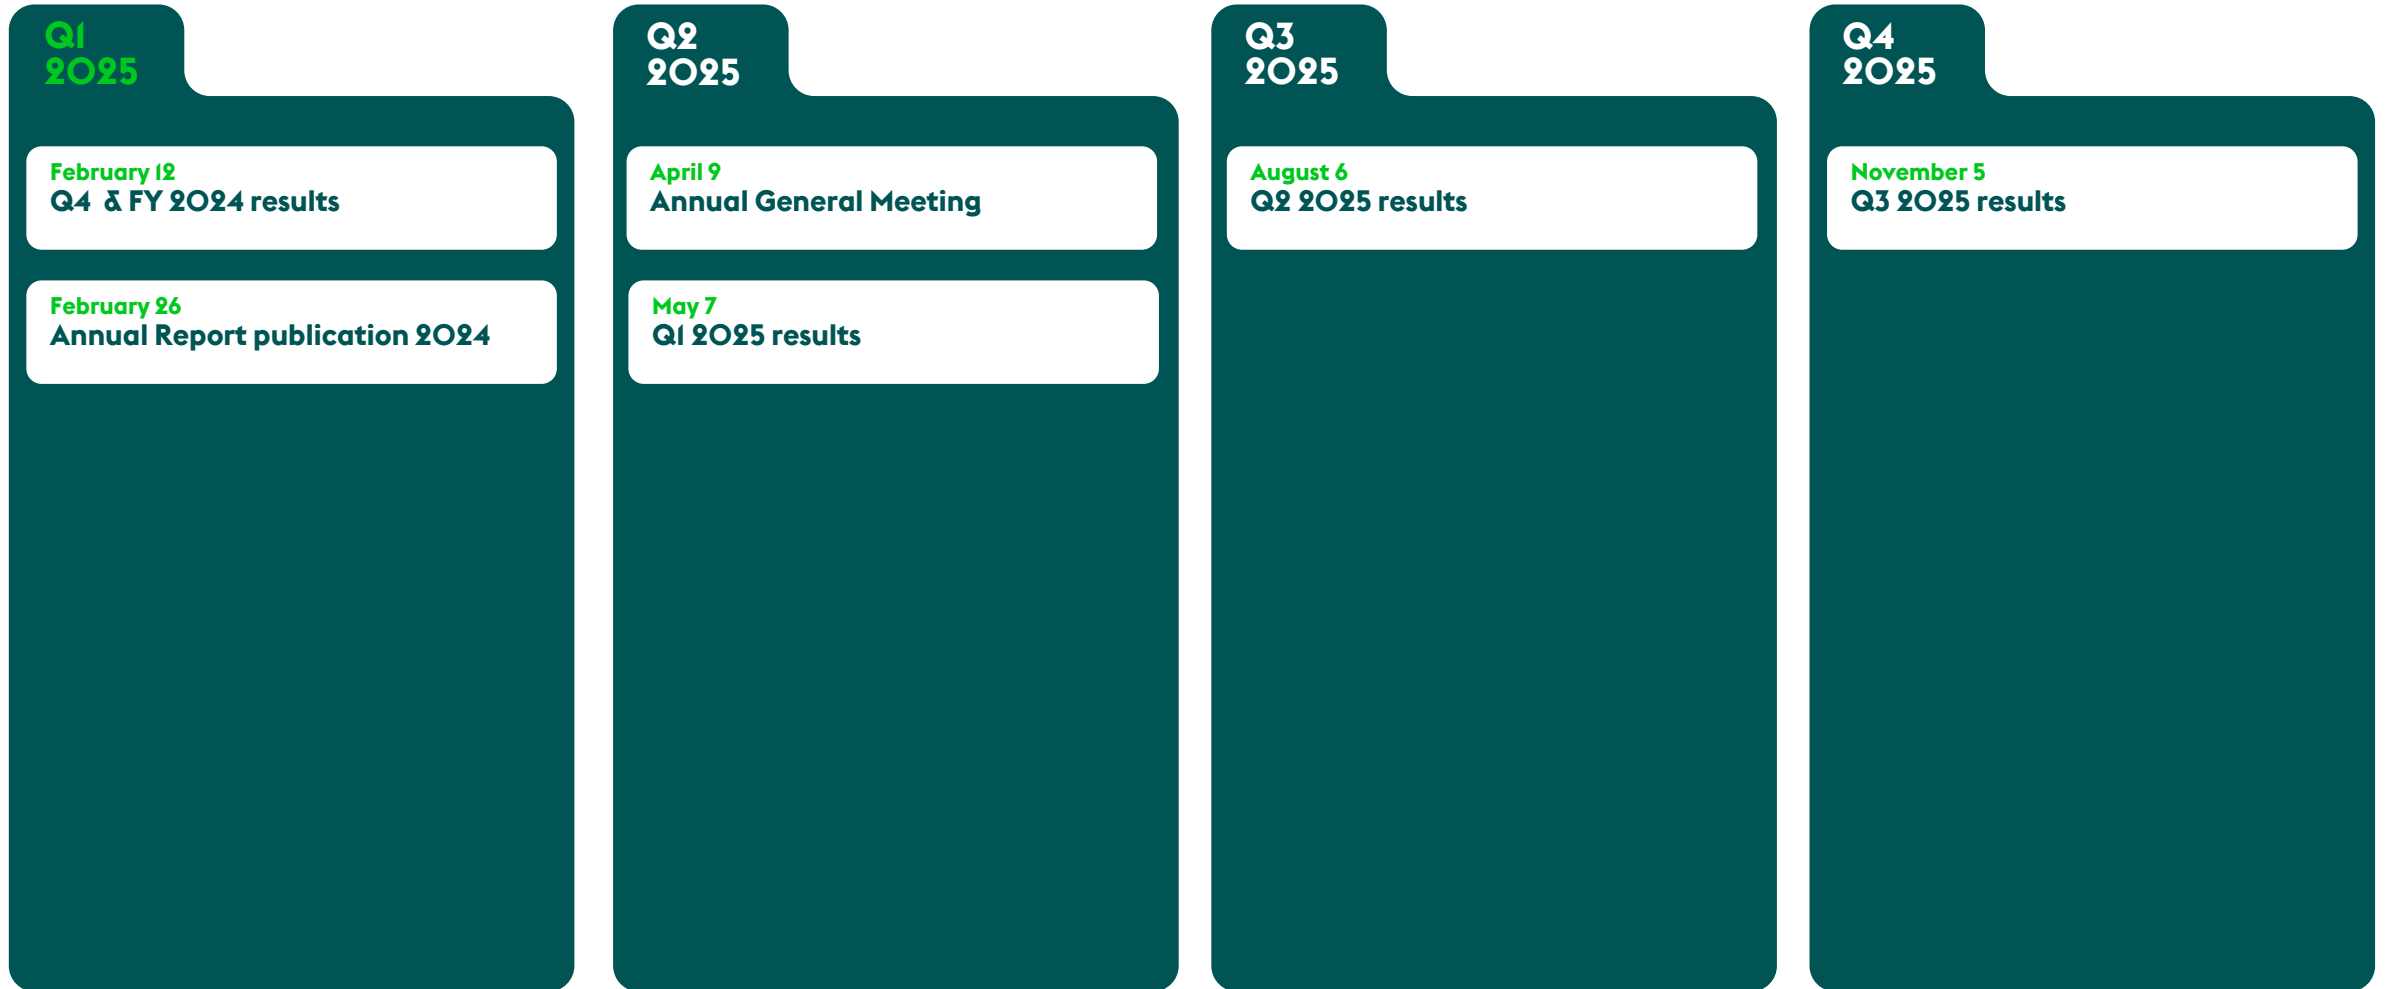 Q1
2025
February 12
Q4 & FY 2024 results
February 26
Annual Report publication 2024
Q2
2025
April 9
Annual General Meeting
May 7
Q1 2025 results
Q3
2025
August 6
Q2 2025 results
Q4
2025
November 5
Q3 2025 results